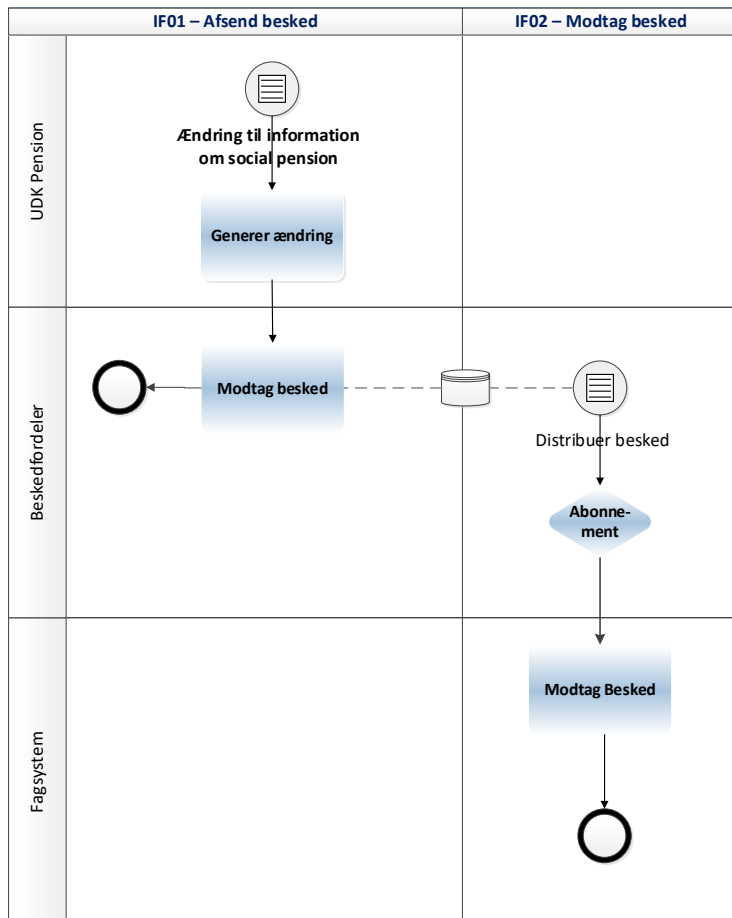 IF01 – Afsend besked
IF02 – Modtag besked
UDK Pension
Ændring til information
om social pension
Generer ændring
Beskedfordeler
Modtag besked
Distribuer besked
Abonne-
ment
Fagsystem
Modtag Besked